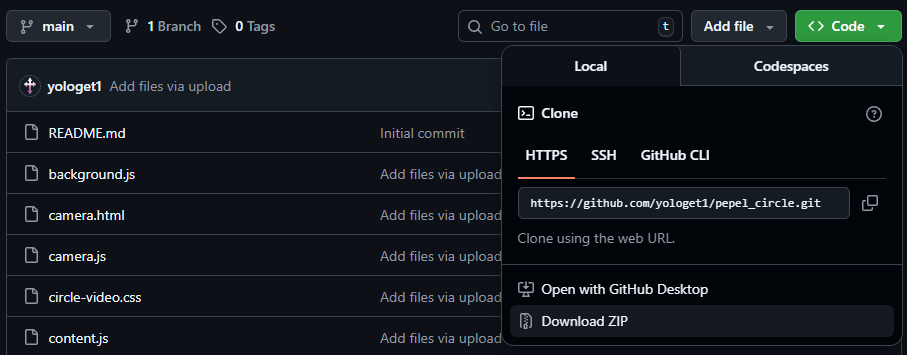 main
1 Branch
0 Tags
Go to file
t
Add file
Code
yologet1 Add files via upload
README.md Initial commit
background.js Add files via upload
camera.html Add files via upload
camera.js Add files via upload
circle-video.css Add files via upload
content.js Add files via upload
Local
Codespaces
Clone
HTTPS SSH GitHub CLI
https://github.com/yologet1/pepel_circle.git
Clone using the web URL.
Open with GitHub Desktop
Download ZIP